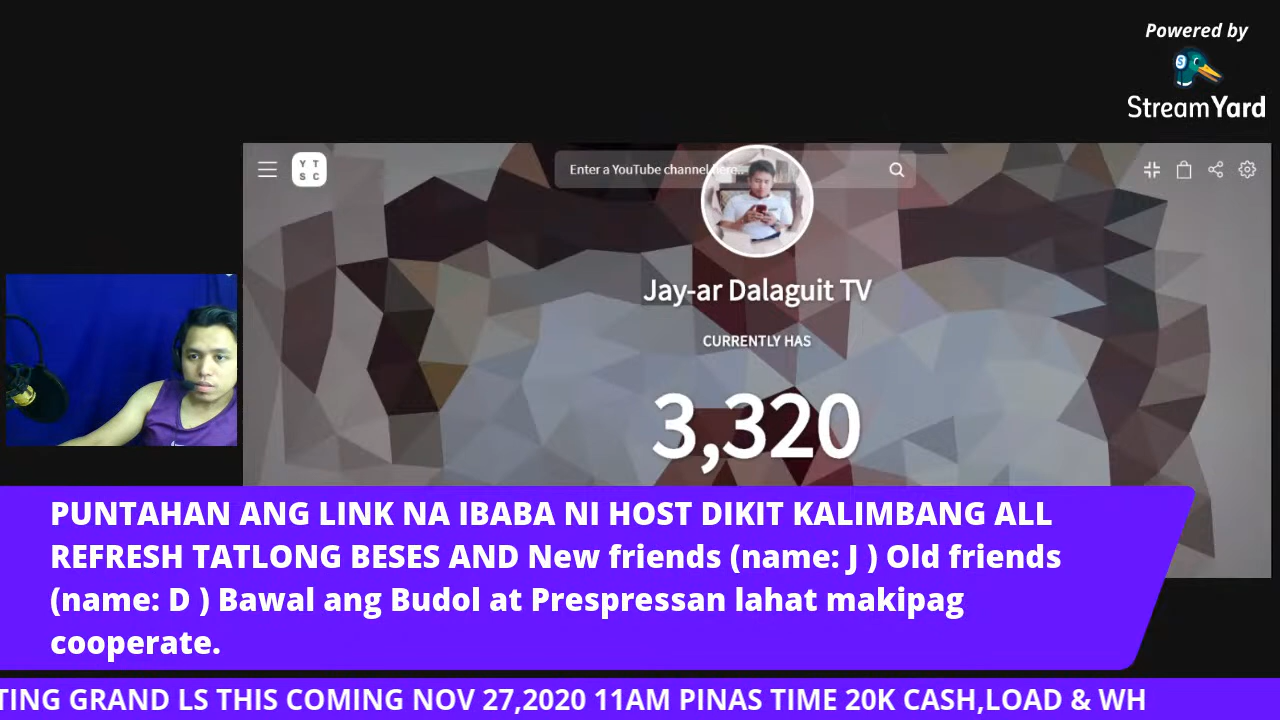 Powered by
StreamYard
Y T
S C
Enter a YouTube channel here...
Jay-ar Dalaguit TV
CURRENTLY HAS
3,320
PUNTAHAN ANG LINK NA IBABA NI HOST DIKIT KALIMBANG ALL
REFRESH TATLONG BESES AND New friends (name: J ) Old friends
(name: D ) Bawal ang Budol at Prespressan lahat makipag
cooperate.
TING GRAND LS THIS COMING NOV 27,2020 11AM PINAS TIME 20K CASH,LOAD & WH